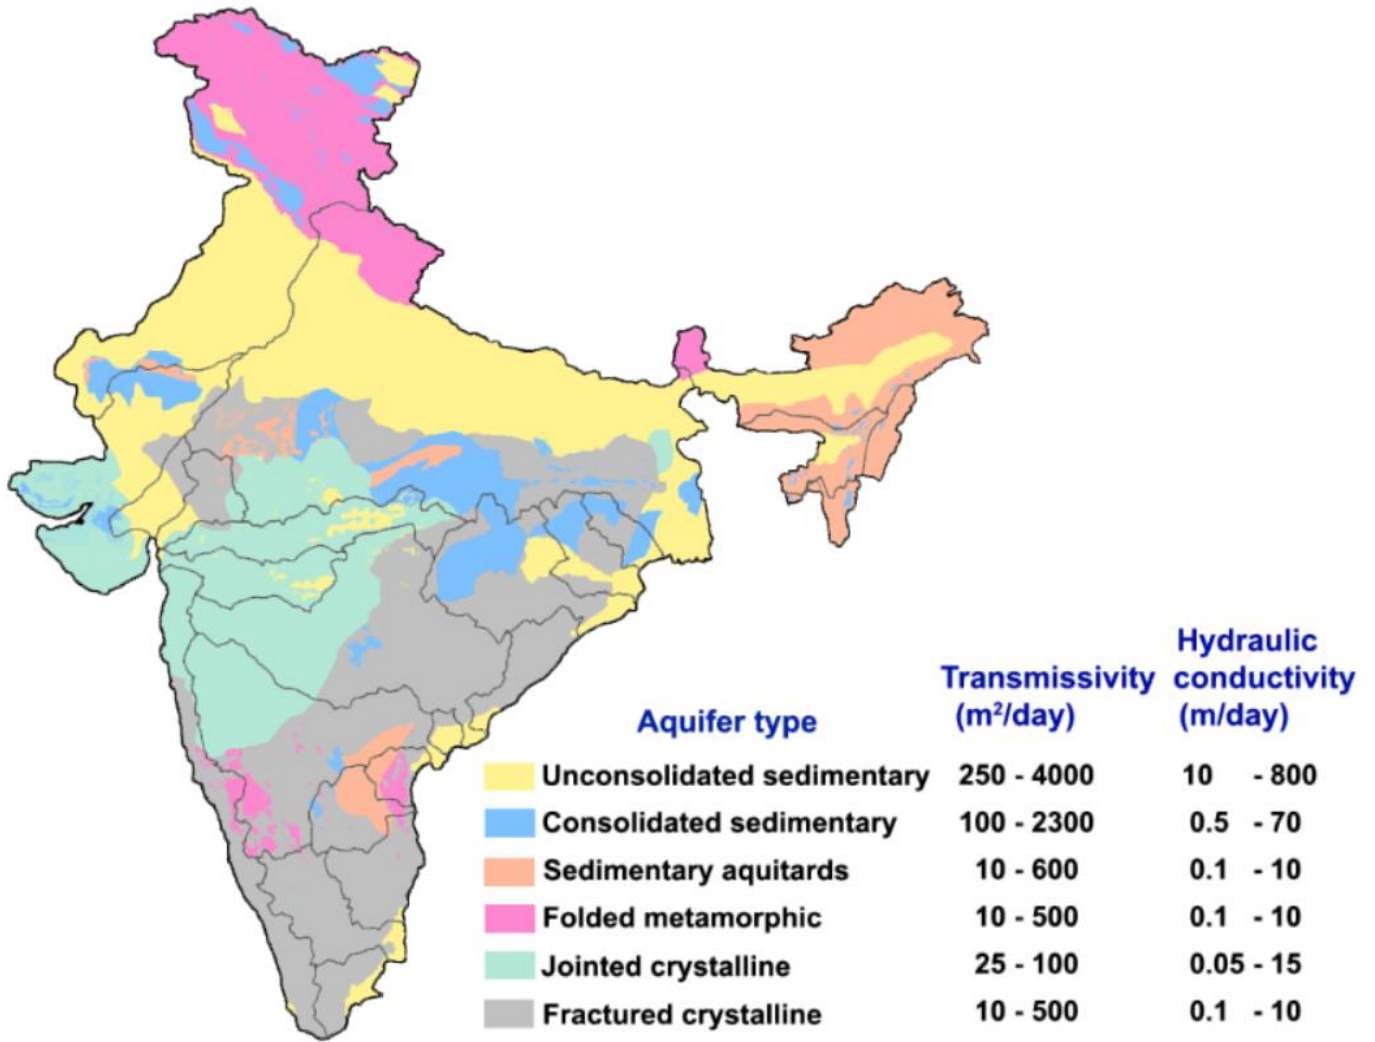 Aquifer type Transmissivity (m²/day) Hydraulic conductivity (m/day)
Unconsolidated sedimentary 250 - 4000 10 - 800
Consolidated sedimentary 100 - 2300 0.5 - 70
Sedimentary aquitards 10 - 600 0.1 - 10
Folded metamorphic 10 - 500 0.1 - 10
Jointed crystalline 25 - 100 0.05 - 15
Fractured crystalline 10 - 500 0.1 - 10